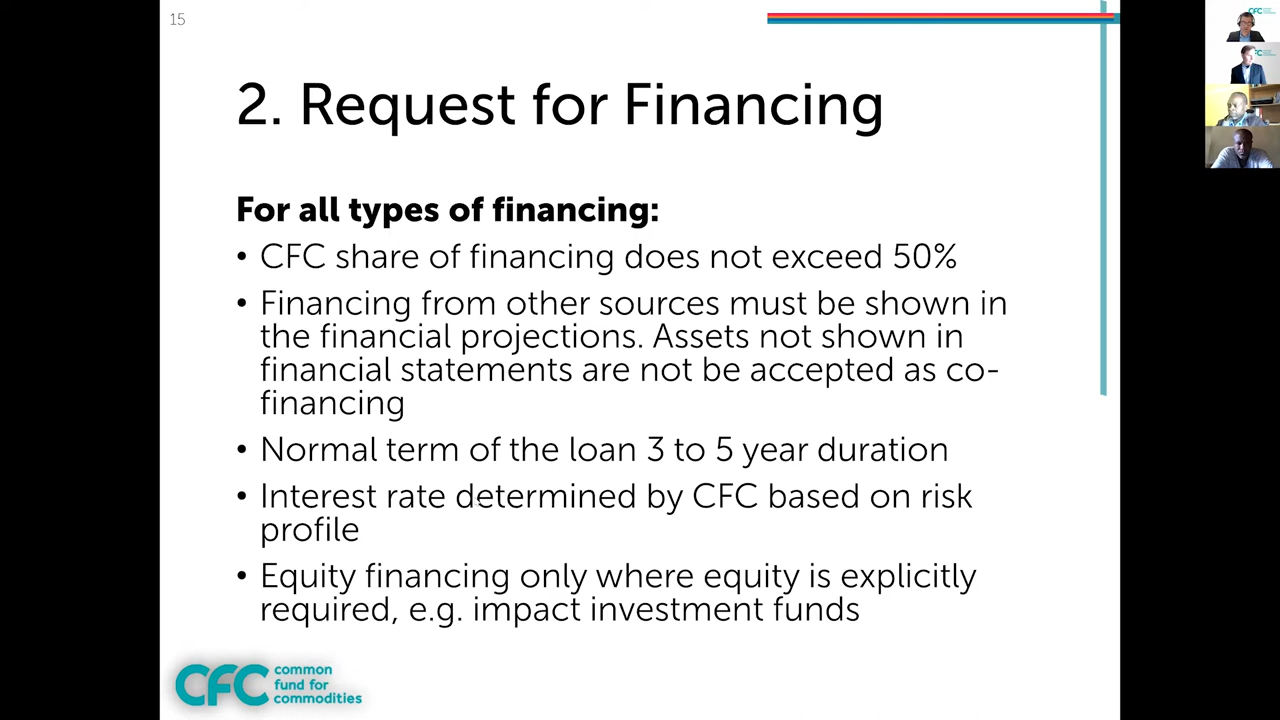 15
2. Request for Financing
For all types of financing:
• CFC share of financing does not exceed 50%
• Financing from other sources must be shown in
the financial projections. Assets not shown in
financial statements are not be accepted as co-
financing
• Normal term of the loan 3 to 5 year duration
• Interest rate determined by CFC based on risk
profile
• Equity financing only where equity is explicitly
required, e.g. impact investment funds
CFC common
fund for
commodities